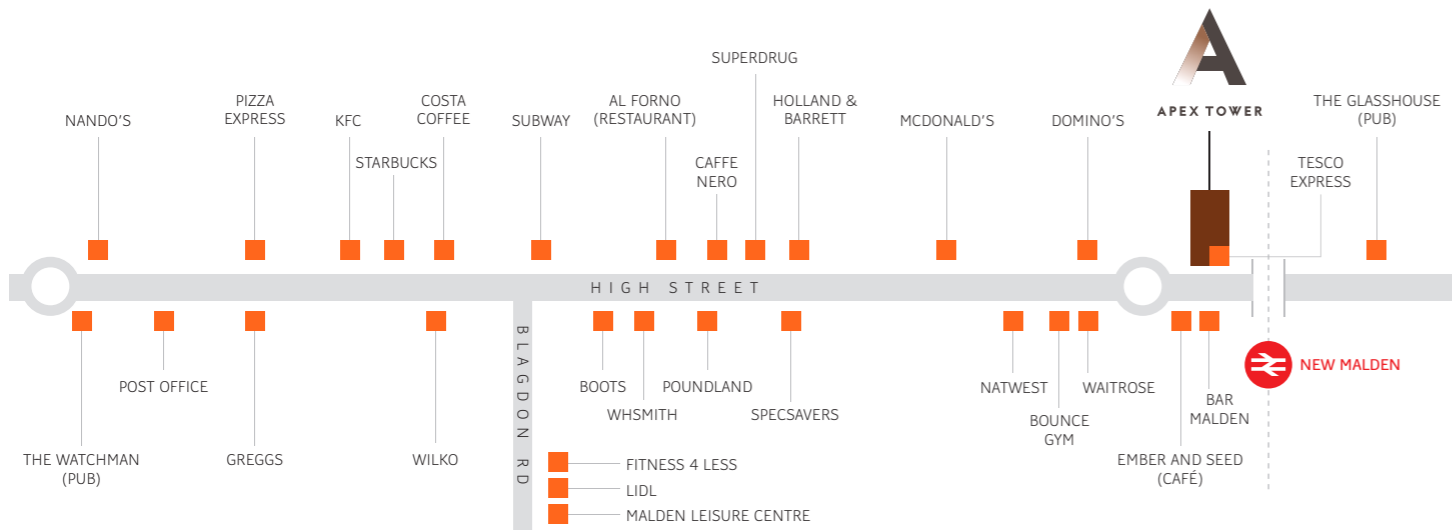 SUPERDRUG
NANDO'S
PIZZA
EXPRESS
KFC
STARBUCKS
COSTA
COFFEE
SUBWAY
AL FORNO
(RESTAURANT)
CAFFE
NERO
HOLLAND &
BARRETT
MCDONALD'S
DOMINO'S
APEX TOWER
TESCO
EXPRESS
THE GLASSHOUSE
(PUB)
HIGH STREET
BLAGDON RD
THE WATCHMAN
(PUB)
POST OFFICE
GREGGS
WILKO
BOOTS
WHSMITH
POUNDLAND
SPECSAVERS
NATWEST
BOUNCE
GYM
WAITROSE
EMBER AND SEED
(CAFÉ)
BAR
MALDEN
NEW MALDEN
FITNESS 4 LESS
LIDL
MALDEN LEISURE CENTRE